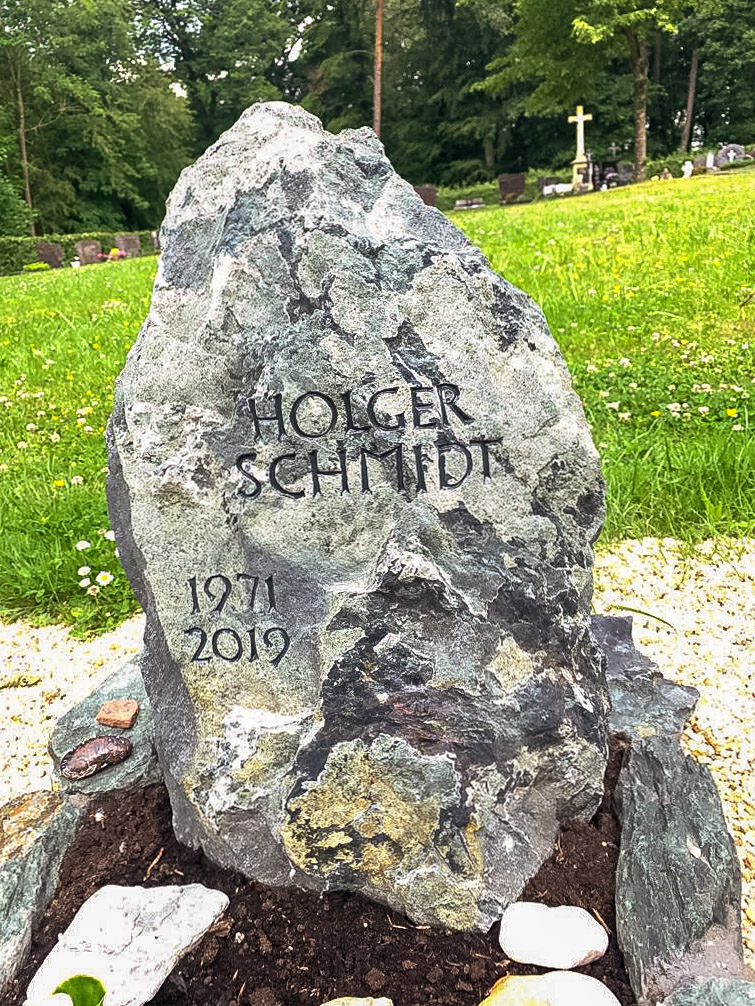 HOLGER
SCHMIDT
1971
2019